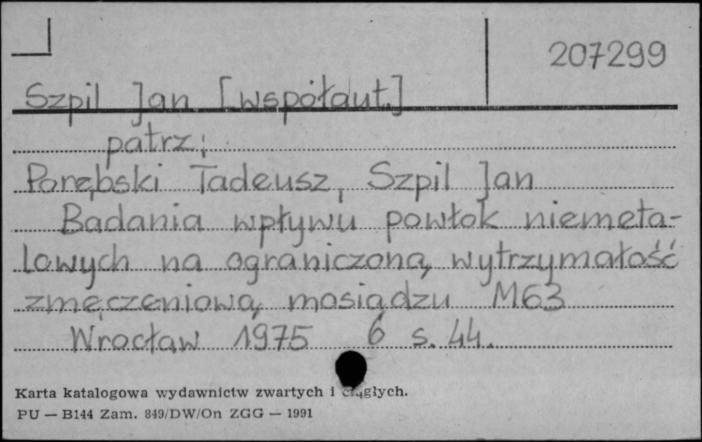 207299
Szpil Jan [współaut.]
patrz:
Porębski Tadeusz, Szpil Jan
Badania wpływu powłok niemeta-
lowych na ograniczoną wytrzymałość
zmęczeniową mosiądzu M63
Wrocław 1975 6 s. 44.
Karta katalogowa wydawnictw zwartych i ciągłych.
PU — B144 Zam. 849/DW/On ZGG — 1991